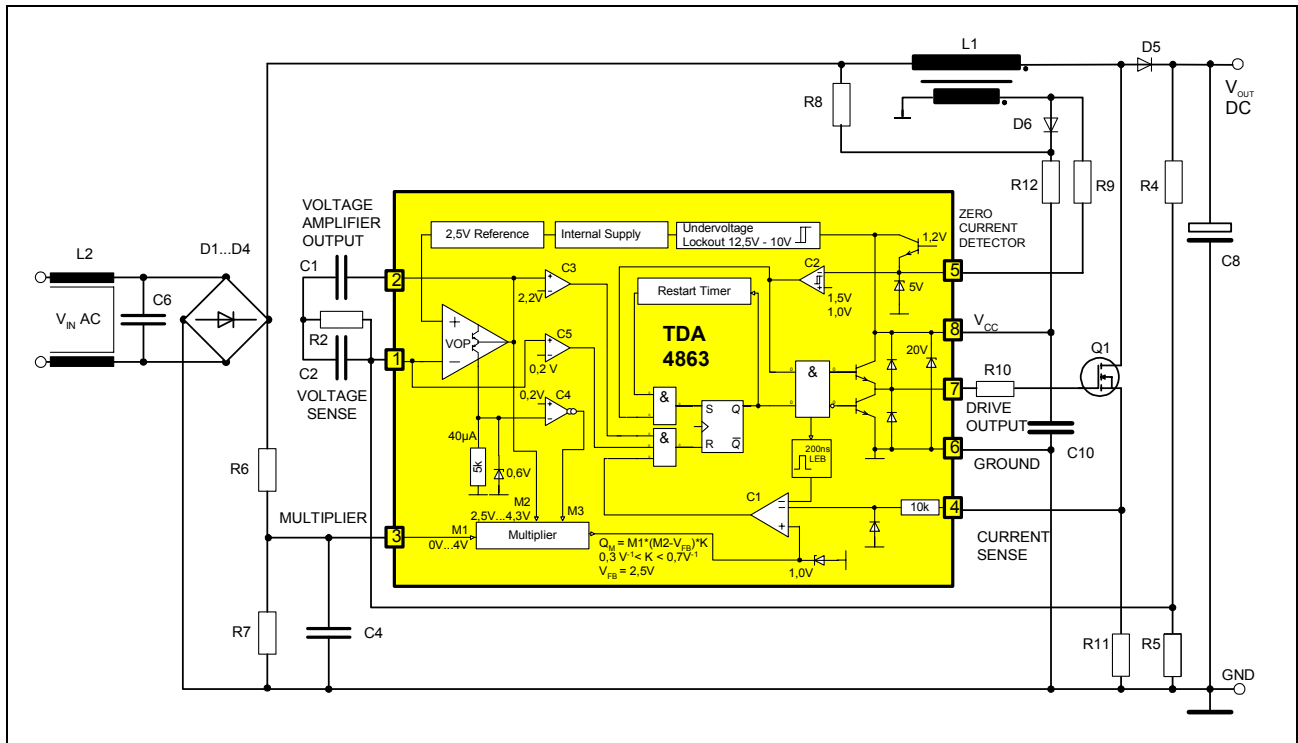 L1
D5
V_OUT
DC
R8
D6
R12
R9
R4
C8
L2
D1...D4
C6
V_IN AC
VOLTAGE
AMPLIFIER
OUTPUT
C1
R2
C2
VOLTAGE
SENSE
2
1
2,5V Reference
Internal Supply
Undervoltage
Lockout 12,5V - 10V
1,2V
ZERO
CURRENT
DETECTOR
5
C3
+
−
2,2V
C2
1,5V
1,0V
5V
Restart Timer
TDA
4863
+
VOP
−
C5
+
−
0,2 V
0,2V
C4
+
−
&
&
S
Q
R
Q̅
&
20V
8
V_CC
7
R10
Q1
DRIVE
OUTPUT
6
GROUND
C10
40µA
5k
0,6V
200ns
LEB
C1
−
−
+
10k
4
CURRENT
SENSE
R6
MULTIPLIER
3
M1
0V...4V
M2
2,5V...4,3V
M3
Multiplier
Q_M = M1*(M2-V_FB)*K
0,3 V⁻¹< K < 0,7V⁻¹
V_FB = 2,5V
1,0V
R7
C4
R11
R5
GND